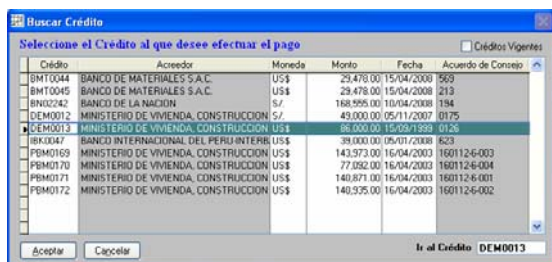 Buscar Crédito
Seleccione el Crédito al que desee efectuar el pago
Créditos Vigentes
Crédito Acreedor Moneda Monto Fecha Acuerdo de Consejo
BMT0044 BANCO DE MATERIALES S.A.C. US$ 29,478.00 15/04/2008 569
BMT0045 BANCO DE MATERIALES S.A.C. US$ 29,478.00 15/04/2008 213
BN02242 BANCO DE LA NACION S/. 168,555.00 10/04/2008 194
DEM0012 MINISTERIO DE VIVIENDA, CONSTRUCCION S/. 49,000.00 05/11/2007 0175
DEM0013 MINISTERIO DE VIVIENDA, CONSTRUCCION US$ 86,000.00 15/09/1999 0126
IBK0047 BANCO INTERNACIONAL DEL PERU-INTERB US$ 39,000.00 05/01/2008 623
PBM0169 MINISTERIO DE VIVIENDA, CONSTRUCCION US$ 143,973.00 16/04/2003 160112-6-003
PBM0170 MINISTERIO DE VIVIENDA, CONSTRUCCION US$ 77,092.00 16/04/2003 160112-6-004
PBM0171 MINISTERIO DE VIVIENDA, CONSTRUCCION US$ 140,871.00 16/04/2003 160112-6-001
PBM0172 MINISTERIO DE VIVIENDA, CONSTRUCCION US$ 140,935.00 16/04/2003 160112-6-002
Aceptar Cancelar Ir al Crédito DEM0013